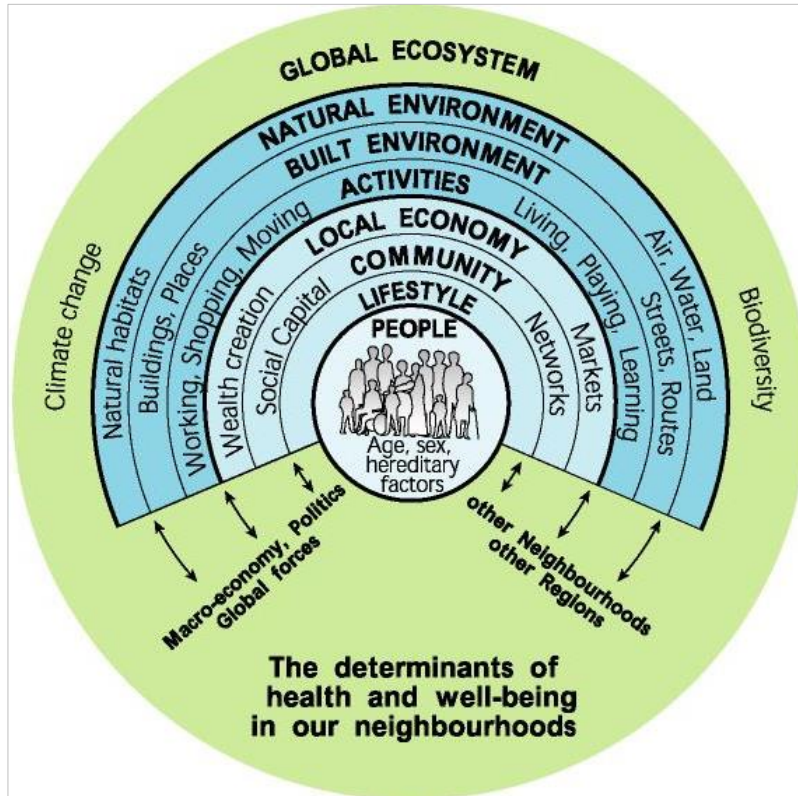 GLOBAL ECOSYSTEM
NATURAL ENVIRONMENT
BUILT ENVIRONMENT
ACTIVITIES
LOCAL ECONOMY
COMMUNITY
LIFESTYLE
PEOPLE
Age, sex,
hereditary
factors
Climate change
Natural habitats
Buildings, Places
Working, Shopping, Moving
Wealth creation
Social Capital
Networks
Markets
Living, Playing, Learning
Streets, Routes
Air, Water, Land
Biodiversity
Macro-economy, Politics
Global forces
other Neighbourhoods
other Regions
The determinants of
health and well-being
in our neighbourhoods